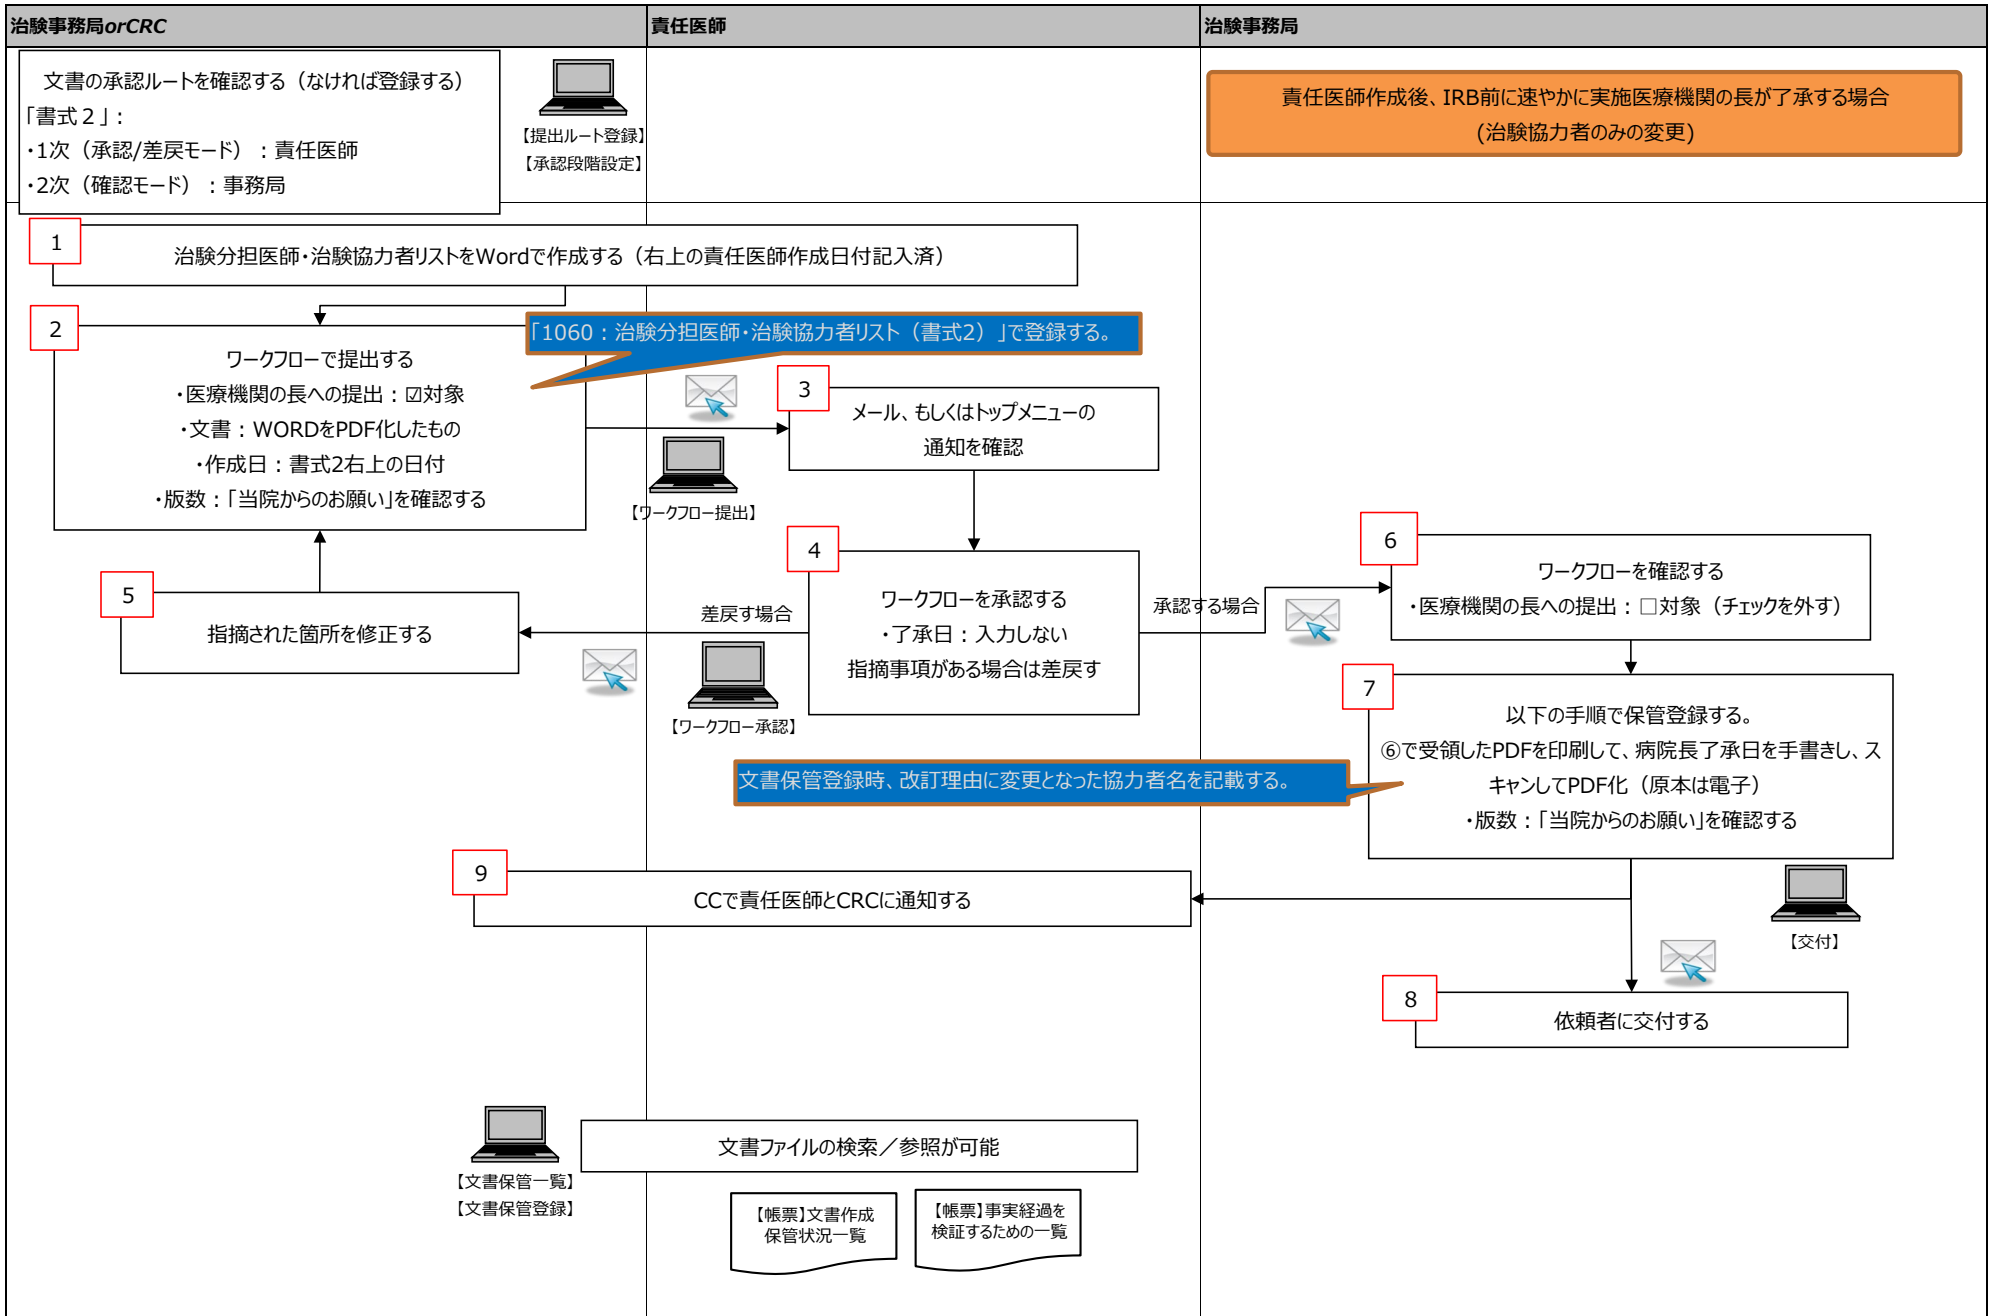 治験事務局orCRC
責任医師
治験事務局
文書の承認ルートを確認する（なければ登録する）
「書式２」：
・1次（承認/差戻モード）：責任医師
・2次（確認モード）：事務局
【提出ルート登録】
【承認段階設定】
責任医師作成後、IRB前に速やかに実施医療機関の長が了承する場合
(治験協力者のみの変更)
1
治験分担医師・治験協力者リストをWordで作成する（右上の責任医師作成日付記入済）
2
ワークフローで提出する
・医療機関の長への提出：☑対象
・文書：WORDをPDF化したもの
・作成日：書式2右上の日付
・版数：「当院からのお願い」を確認する
「1060：治験分担医師・治験協力者リスト（書式2）」で登録する。
【ワークフロー提出】
3
メール、もしくはトップメニューの
通知を確認
4
ワークフローを承認する
・了承日：入力しない
指摘事項がある場合は差戻す
差戻す場合
【ワークフロー承認】
承認する場合
5
指摘された箇所を修正する
6
ワークフローを確認する
・医療機関の長への提出：□対象（チェックを外す）
7
以下の手順で保管登録する。
⑥で受領したPDFを印刷して、病院長了承日を手書きし、ス
キャンしてPDF化（原本は電子）
・版数：「当院からのお願い」を確認する
文書保管登録時、改訂理由に変更となった協力者名を記載する。
9
CCで責任医師とCRCに通知する
【交付】
8
依頼者に交付する
文書ファイルの検索／参照が可能
【文書保管一覧】
【文書保管登録】
【帳票】文書作成
保管状況一覧
【帳票】事実経過を
検証するための一覧